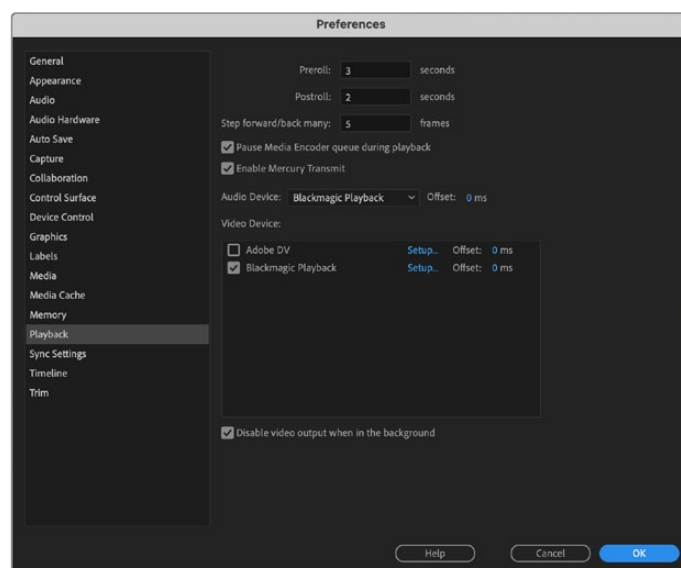 Preferences
General
Appearance
Audio
Audio Hardware
Auto Save
Capture
Collaboration
Control Surface
Device Control
Graphics
Labels
Media
Media Cache
Memory
Playback
Sync Settings
Timeline
Trim
Preroll: 3 seconds
Postroll: 2 seconds
Step forward/back many: 5 frames
Pause Media Encoder queue during playback
Enable Mercury Transmit
Audio Device: Blackmagic Playback Offset: 0 ms
Video Device:
Adobe DV Setup... Offset: 0 ms
Blackmagic Playback Setup... Offset: 0 ms
Disable video output when in the background
Help Cancel OK